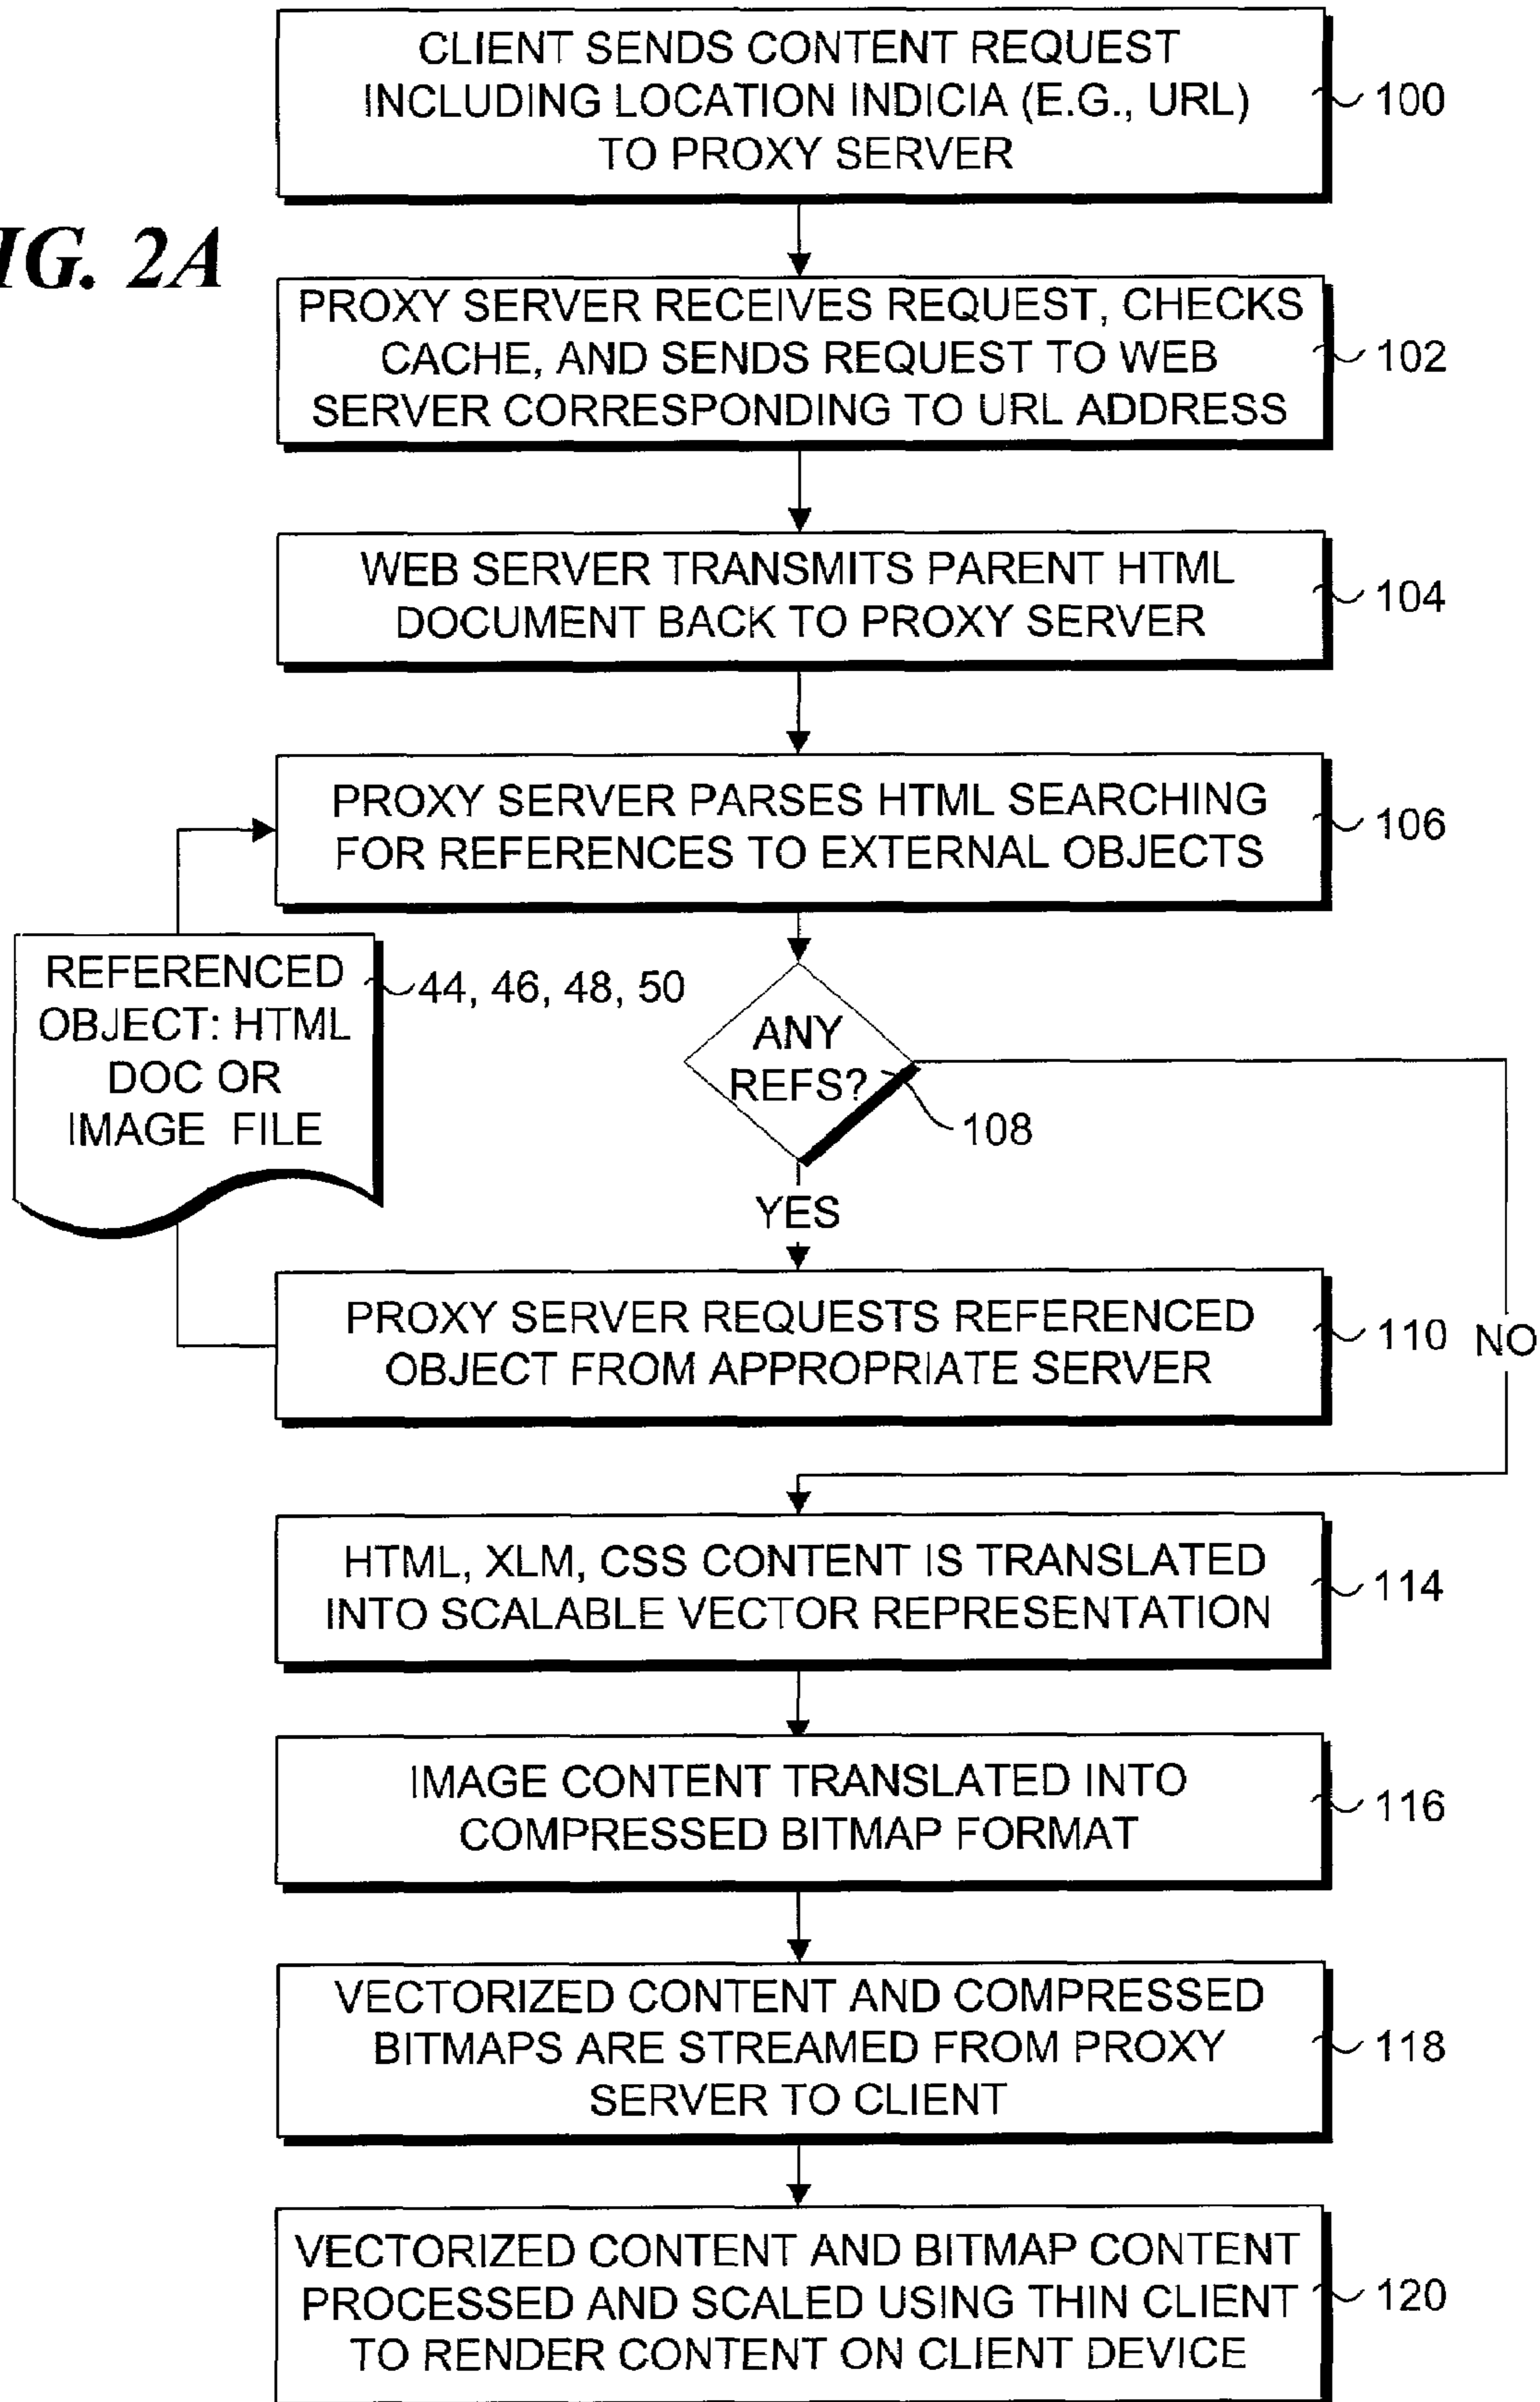 CLIENT SENDS CONTENT REQUEST
INCLUDING LOCATION INDICIA (E.G., URL)
TO PROXY SERVER
100
IG. 2A
PROXY SERVER RECEIVES REQUEST, CHECKS
CACHE, AND SENDS REQUEST TO WEB
SERVER CORRESPONDING TO URL ADDRESS
102
WEB SERVER TRANSMITS PARENT HTML
DOCUMENT BACK TO PROXY SERVER
104
PROXY SERVER PARSES HTML SEARCHING
FOR REFERENCES TO EXTERNAL OBJECTS
106
REFERENCED
OBJECT: HTML
DOC OR
IMAGE FILE
44, 46, 48, 50
ANY
REFS?
108
YES
PROXY SERVER REQUESTS REFERENCED
OBJECT FROM APPROPRIATE SERVER
110
NO
HTML, XLM, CSS CONTENT IS TRANSLATED
INTO SCALABLE VECTOR REPRESENTATION
114
IMAGE CONTENT TRANSLATED INTO
COMPRESSED BITMAP FORMAT
116
VECTORIZED CONTENT AND COMPRESSED
BITMAPS ARE STREAMED FROM PROXY
SERVER TO CLIENT
118
VECTORIZED CONTENT AND BITMAP CONTENT
PROCESSED AND SCALED USING THIN CLIENT
TO RENDER CONTENT ON CLIENT DEVICE
120